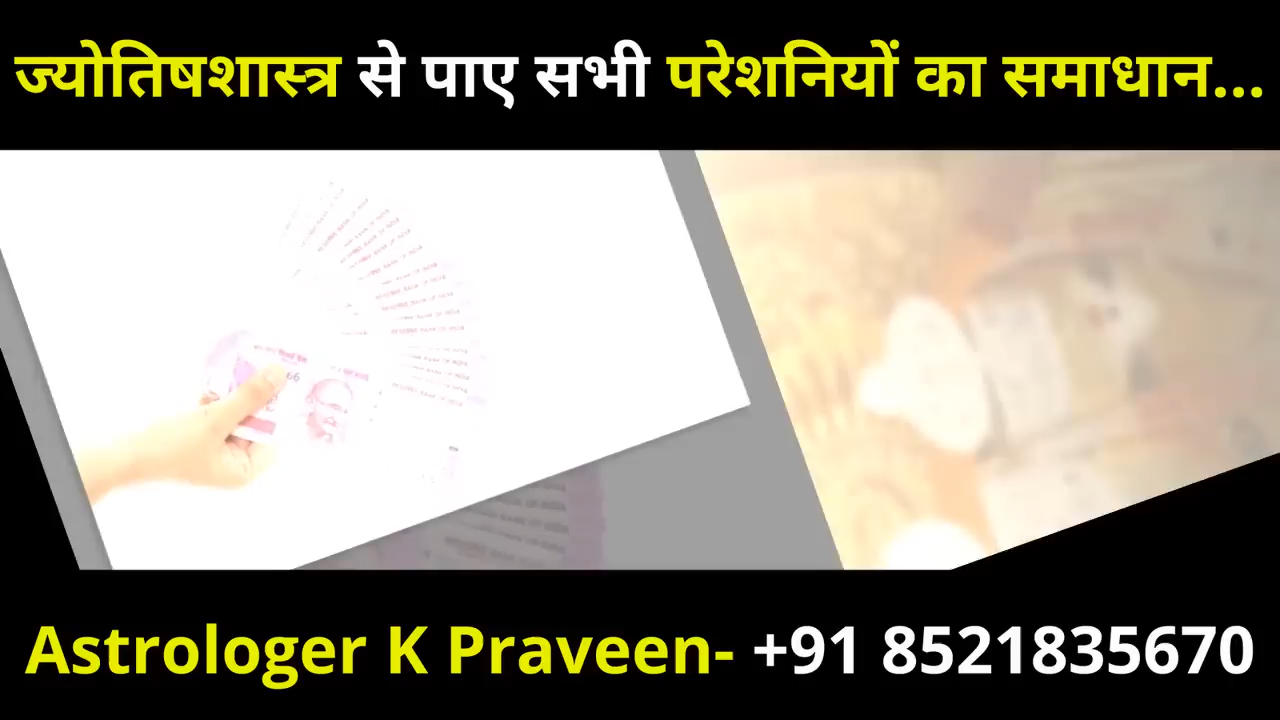 ज्योतिषशास्त्र से पाए सभी परेशनियों का समाधान...
Astrologer K Praveen- +91 8521835670